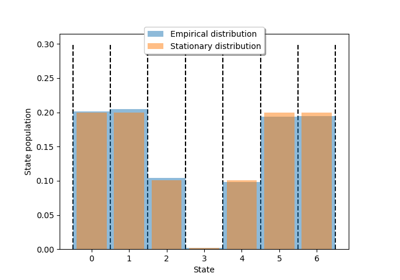 Empirical distribution
Stationary distribution
0.30
0.25
0.20
0.15
0.10
0.05
0.00
State population
0 1 2 3 4 5 6
State